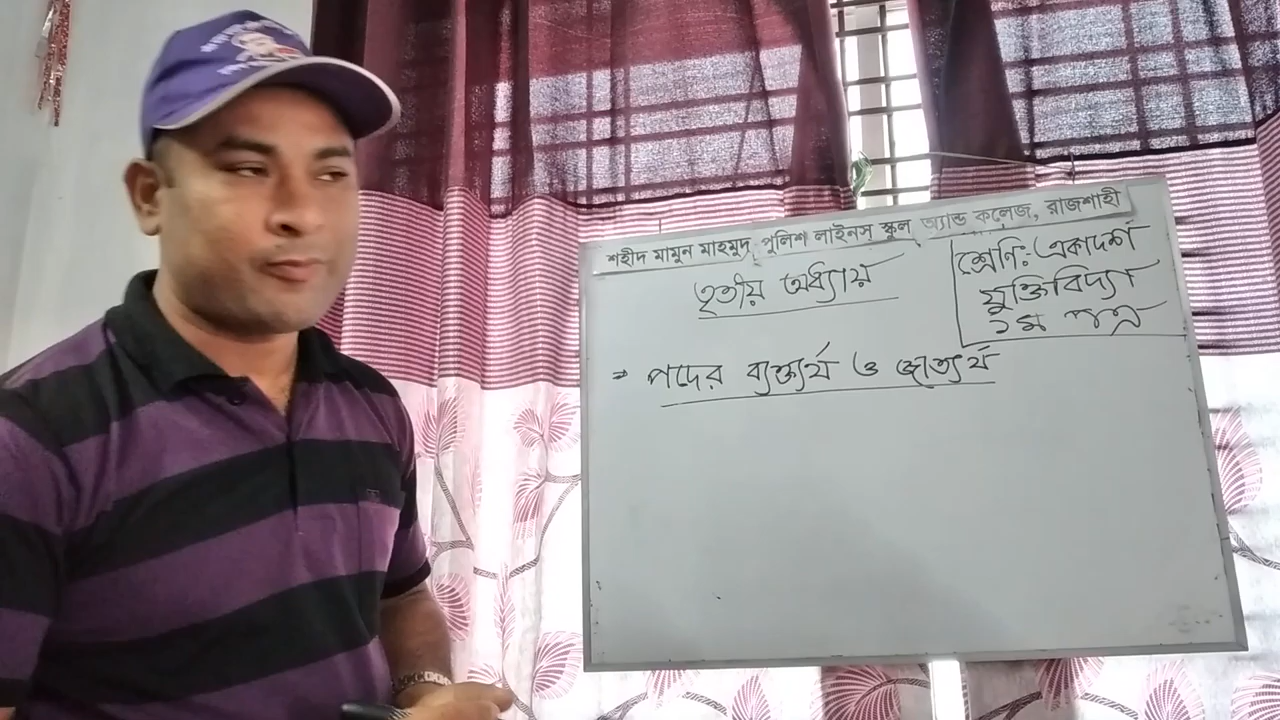 শহীদ মামুন মাহমুদ পুলিশ লাইনস্ স্কুল অ্যান্ড কলেজ, রাজশাহী
তৃতীয় অধ্যায়
শ্রেণি: একাদশ
যুক্তিবিদ্যা
১ম পত্র
⇒ পদের ব্যক্ত্যর্থ ও জাত্যর্থ